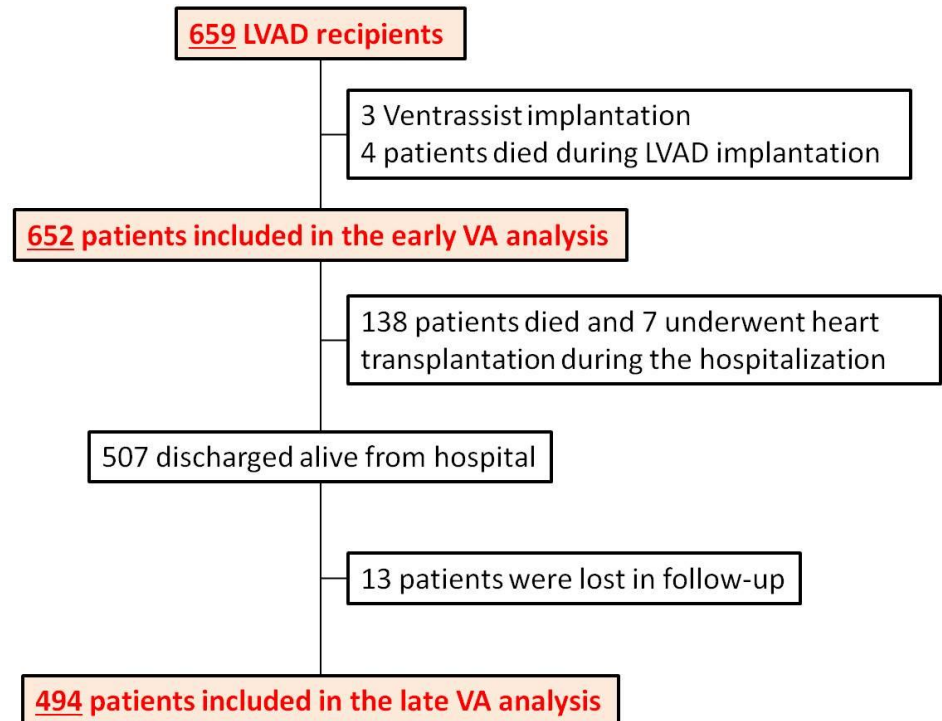 659 LVAD recipients
3 Ventrassist implantation
4 patients died during LVAD implantation
652 patients included in the early VA analysis
138 patients died and 7 underwent heart
transplantation during the hospitalization
507 discharged alive from hospital
13 patients were lost in follow-up
494 patients included in the late VA analysis